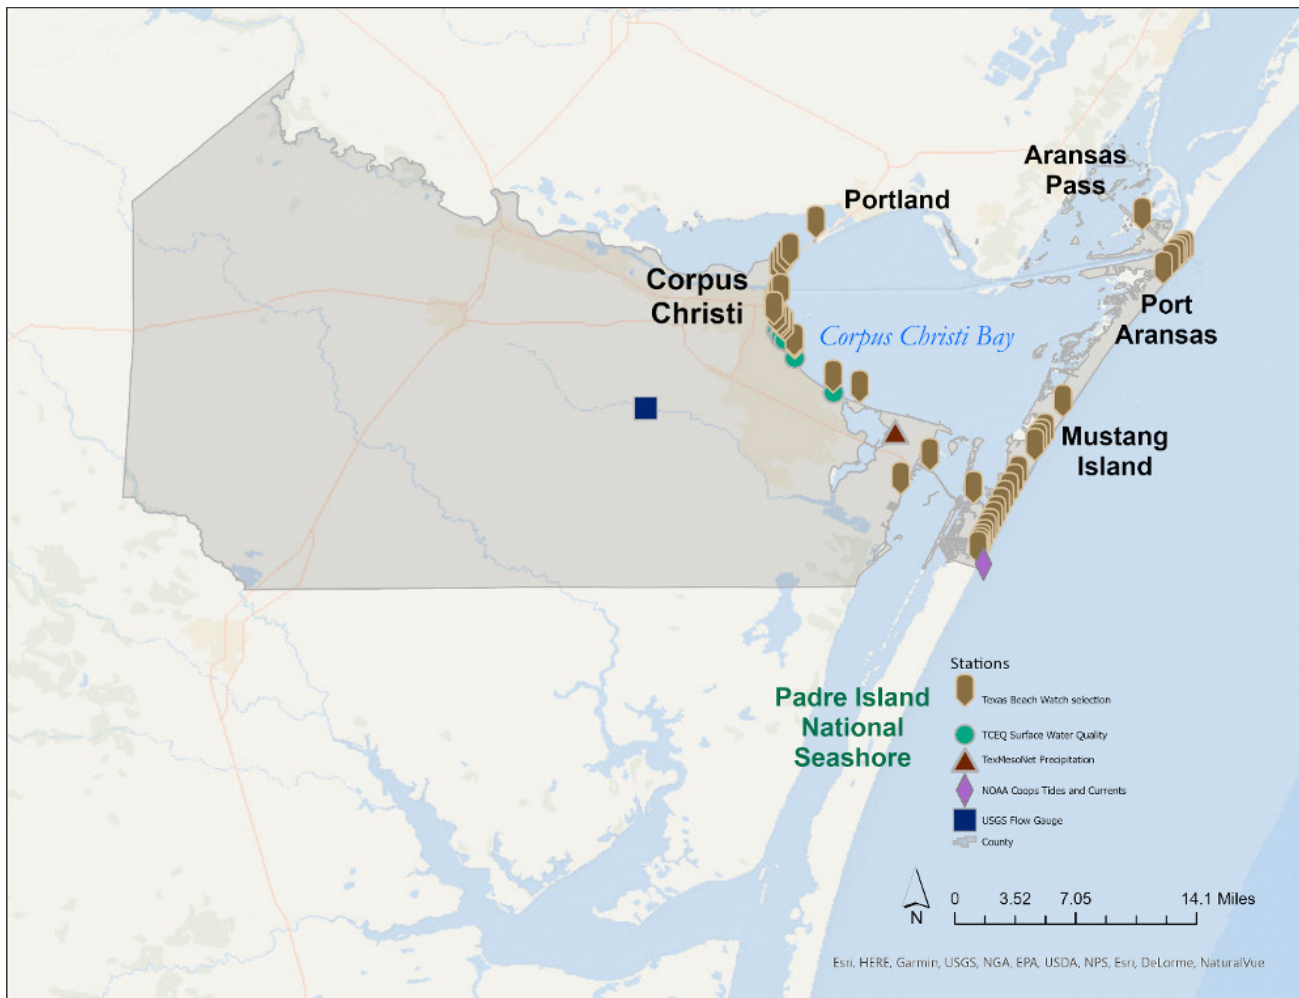 Aransas
Pass
Portland
Corpus
Christi
Port
Aransas
Corpus Christi Bay
Mustang
Island
Padre Island
National
Seashore
Stations
Texas Beach Watch selection
TCEQ Surface Water Quality
TexMesoNet Precipitation
NOAA Coops Tides and Currents
USGS Flow Gauge
County
N
0 3.52 7.05 14.1 Miles
Esri, HERE, Garmin, USGS, NGA, EPA, USDA, NPS, Esri, DeLorme, NaturalVue